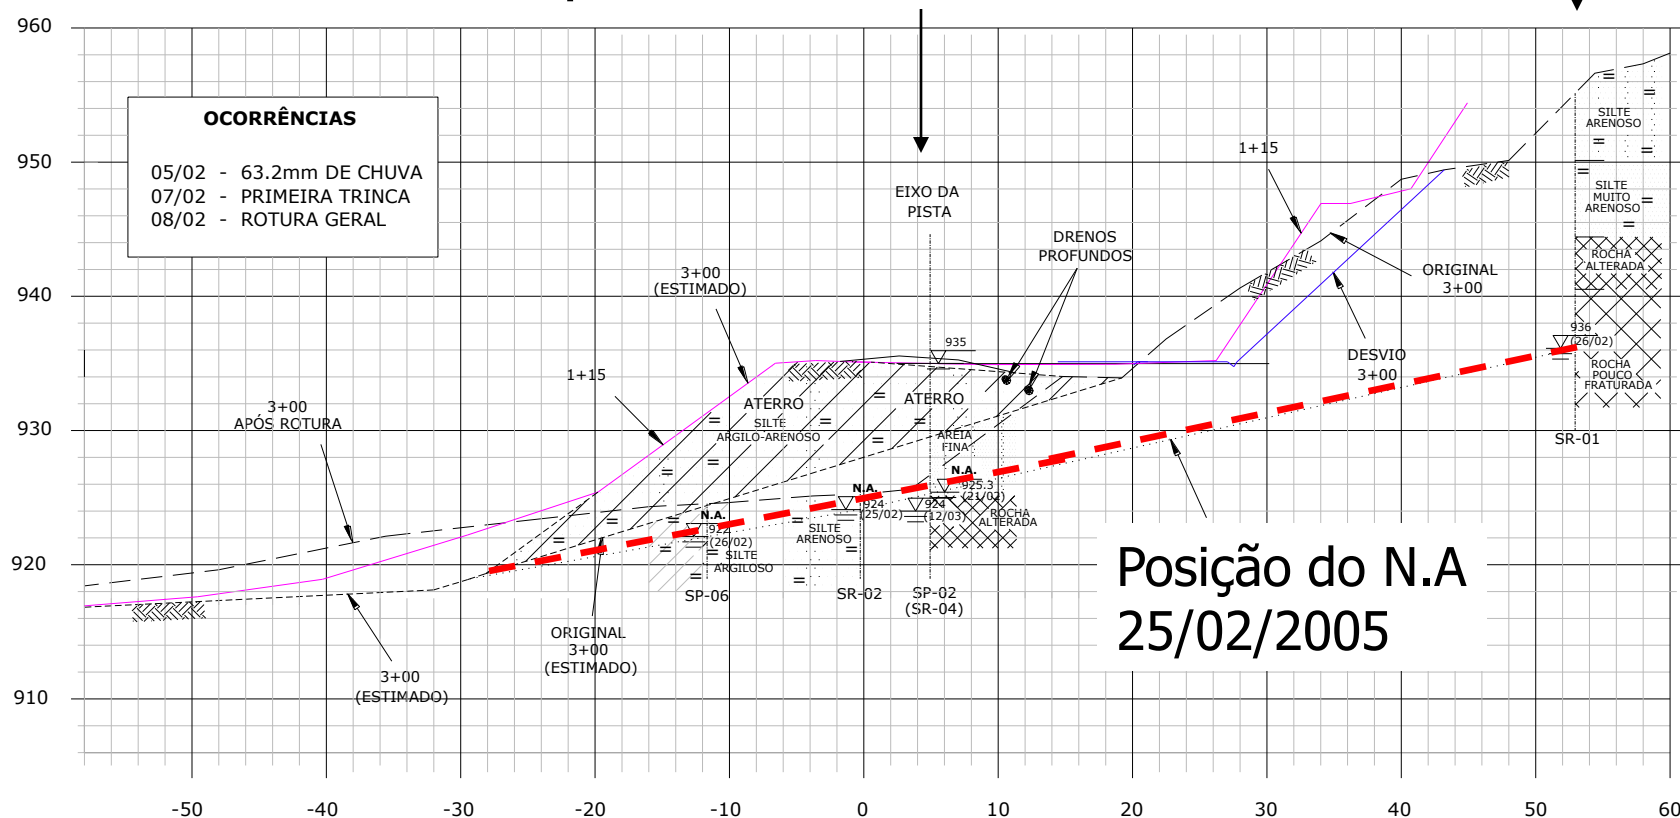 960
950
940
930
920
910
OCORRÊNCIAS
05/02 - 63.2mm DE CHUVA
07/02 - PRIMEIRA TRINCA
08/02 - ROTURA GERAL
EIXO DA
PISTA
DRENOS
PROFUNDOS
1+15
SILTE
ARENOSO
SILTE
MUITO
ARENOSO
ROCHA
ALTERADA
ORIGINAL
3+00
3+00
(ESTIMADO)
935
936
(26/02)
DESVIO
3+00
ROCHA
POUCO
FRATURADA
SR-01
1+15
3+00
APÓS ROTURA
ATERRO
SILTE
ARGILO-ARENOSO
ATERRO
AREIA
FINA
N.A.
925.3
(21/02)
N.A.
924
(25/02)
924
(12/03)
ROCHA
ALTERADA
N.A.
922
(26/02)
SILTE
ARGILOSO
SILTE
ARENOSO
SP-06
SR-02
SP-02
(SR-04)
ORIGINAL
3+00
(ESTIMADO)
3+00
(ESTIMADO)
Posição do N.A
25/02/2005
-50
-40
-30
-20
-10
0
10
20
30
40
50
60